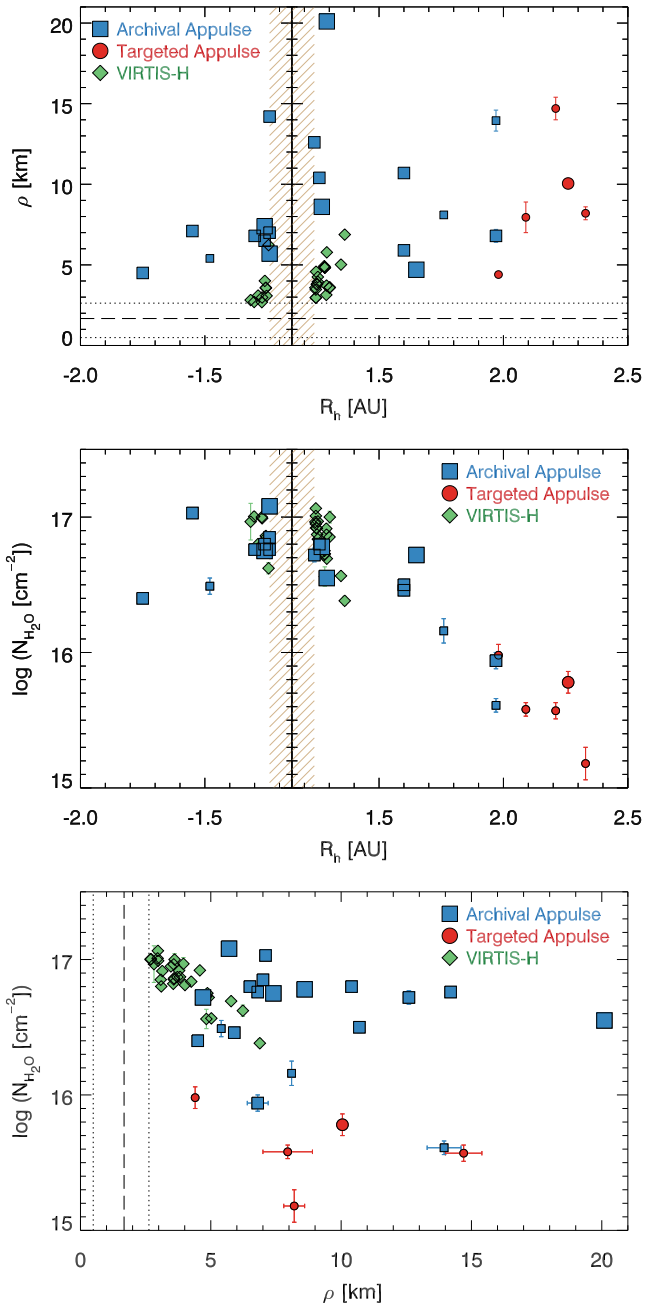 20
15
10
5
0
ρ [km]
Archival Appulse
Targeted Appulse
VIRTIS-H
-2.0 -1.5 1.5 2.0 2.5
R_h [AU]
17
16
15
log (N_H₂O [cm⁻²])
Archival Appulse
Targeted Appulse
VIRTIS-H
-2.0 -1.5 1.5 2.0 2.5
R_h [AU]
17
16
15
log (N_H₂O [cm⁻²])
Archival Appulse
Targeted Appulse
VIRTIS-H
0 5 10 15 20
ρ [km]